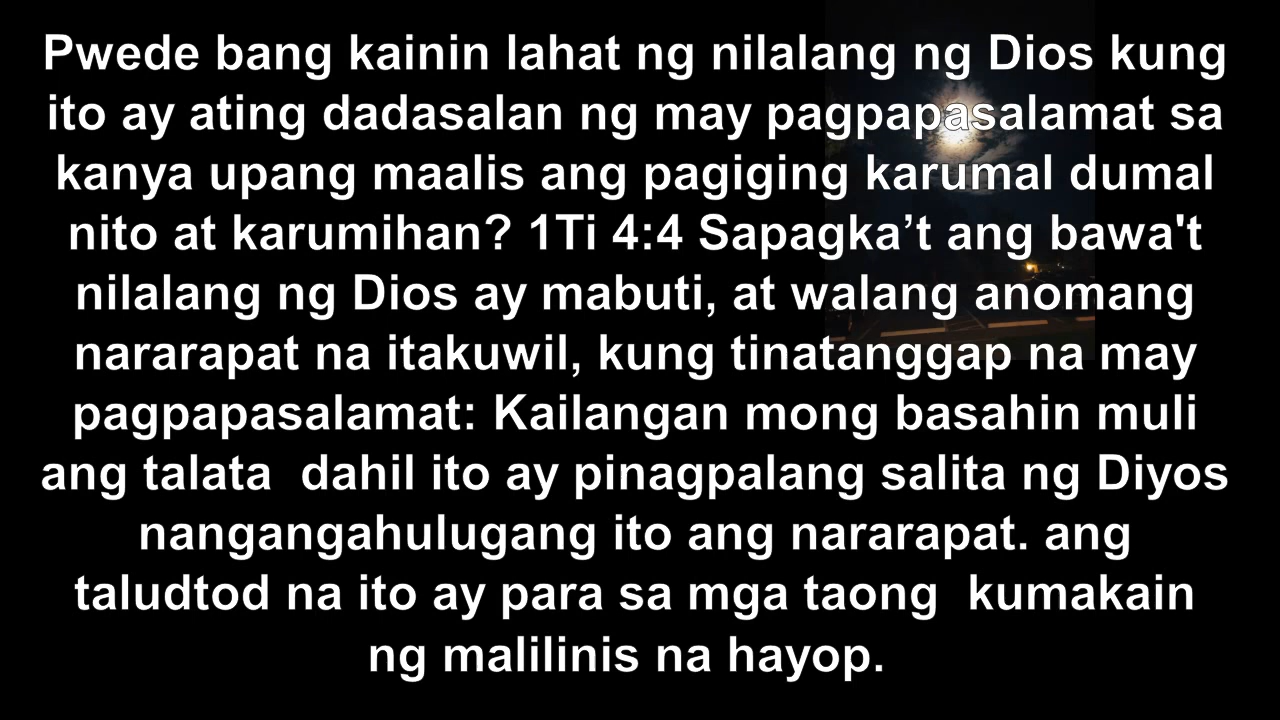 Pwede bang kainin lahat ng nilalang ng Dios kung
ito ay ating dadasalan ng may pagpapasalamat sa
kanya upang maalis ang pagiging karumal dumal
nito at karumihan? 1Ti 4:4 Sapagka’t ang bawa't
nilalang ng Dios ay mabuti, at walang anomang
nararapat na itakuwil, kung tinatanggap na may
pagpapasalamat: Kailangan mong basahin muli
ang talata  dahil ito ay pinagpalang salita ng Diyos
nangangahulugang ito ang nararapat. ang
taludtod na ito ay para sa mga taong  kumakain
ng malilinis na hayop.